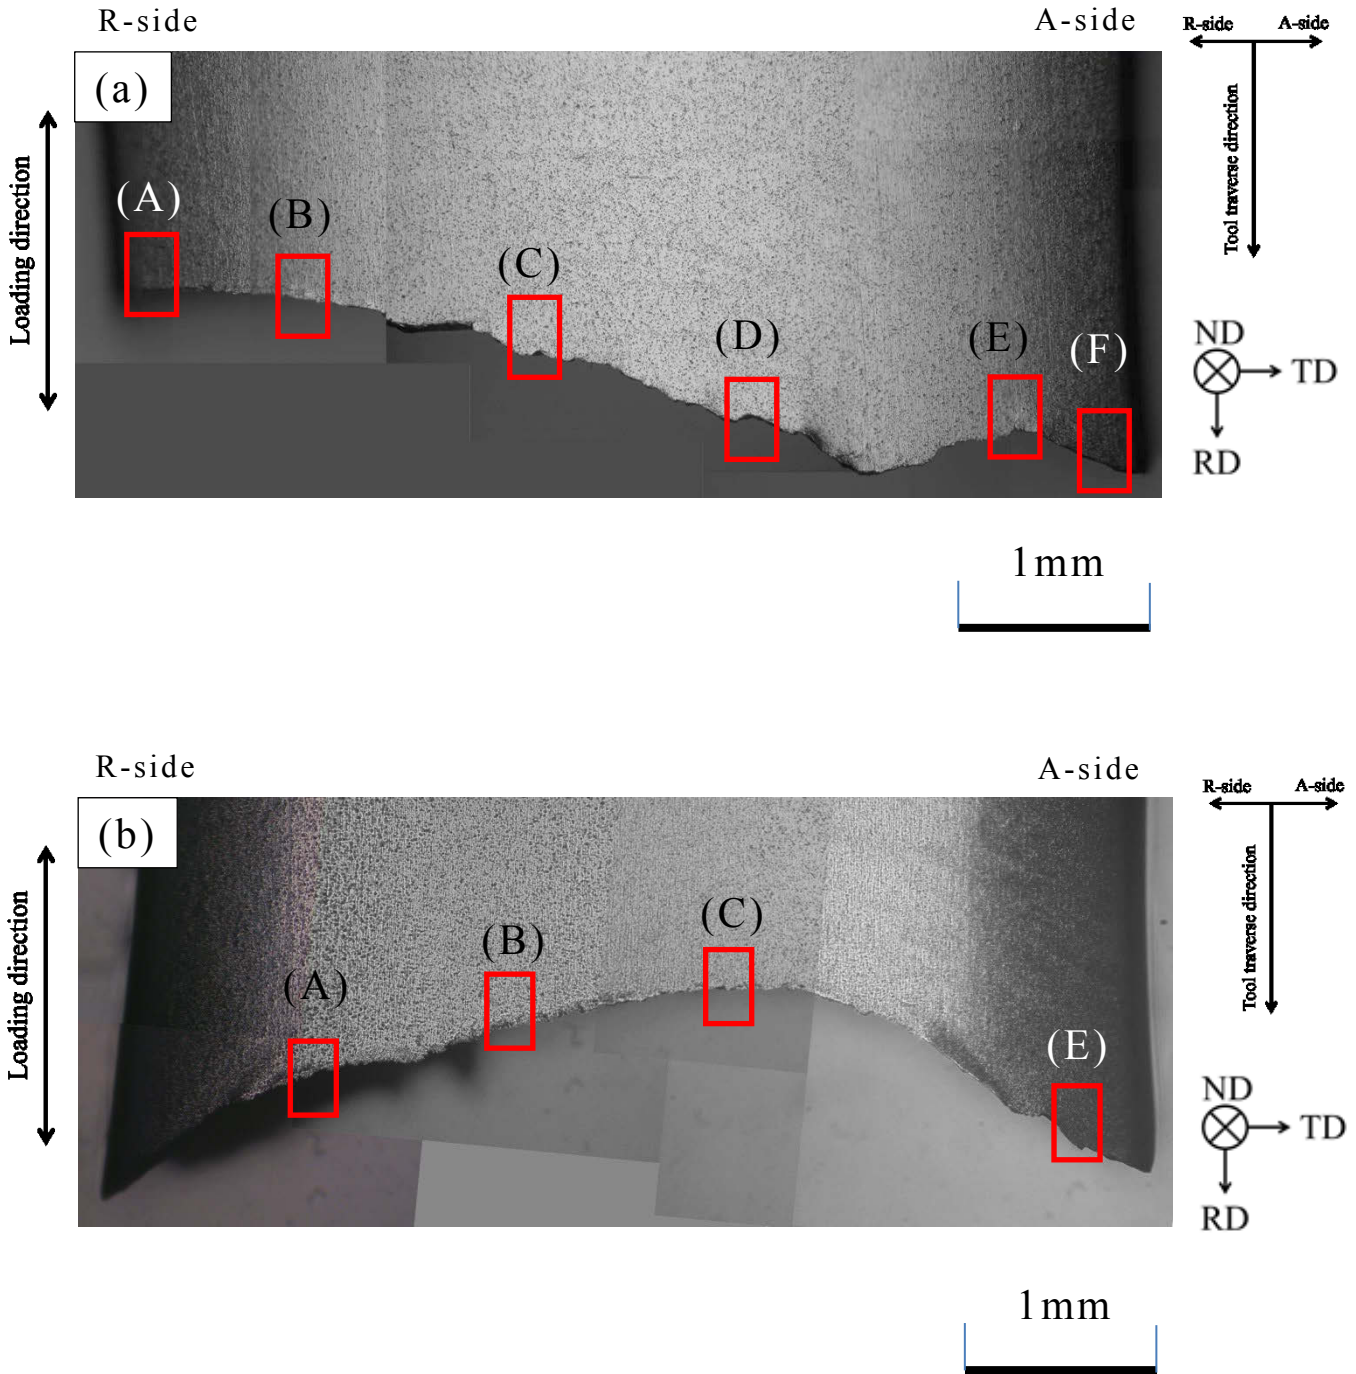 R-side
A-side
R-side
A-side
(a)
Loading direction
Tool traverse direction
(A)
(B)
(C)
(D)
(E)
(F)
ND
TD
RD
1mm
R-side
A-side
R-side
A-side
(b)
Loading direction
Tool traverse direction
(A)
(B)
(C)
(E)
ND
TD
RD
1mm